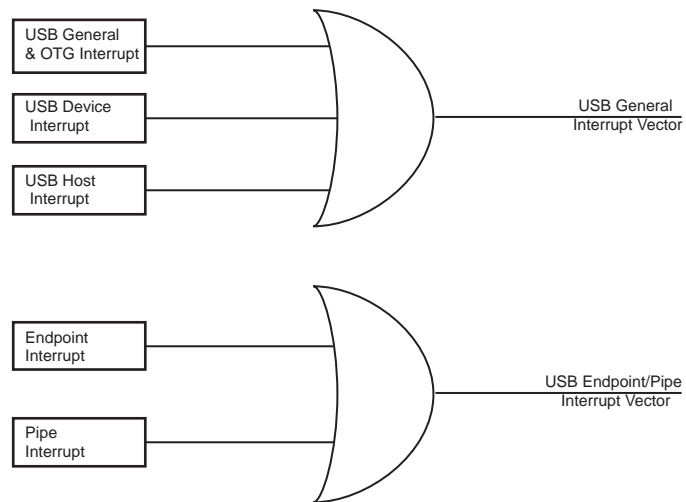 USB General
& OTG Interrupt
USB Device
Interrupt
USB Host
Interrupt
USB General
Interrupt Vector
Endpoint
Interrupt
Pipe
Interrupt
USB Endpoint/Pipe
Interrupt Vector